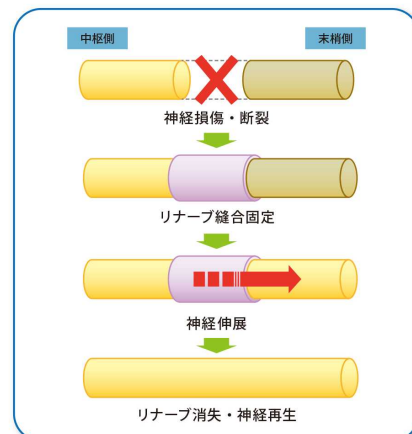 中枢側
末梢側
神経損傷・断裂
リナーブ縫合固定
神経伸展
リナーブ消失・神経再生